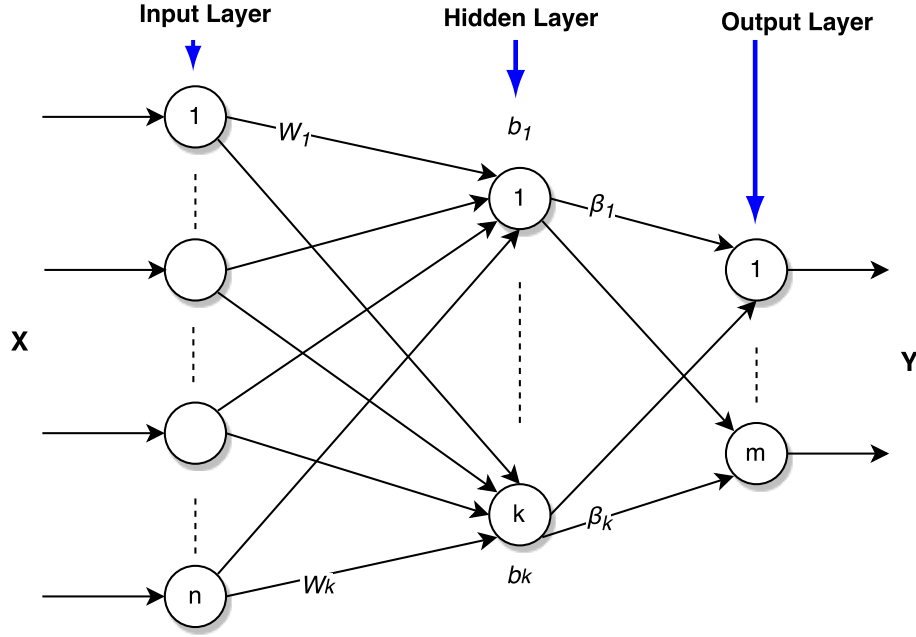 Input Layer
Hidden Layer
Output Layer
1
W1
b1
1
β1
1
X
Y
m
k
βk
bk
Wk
n